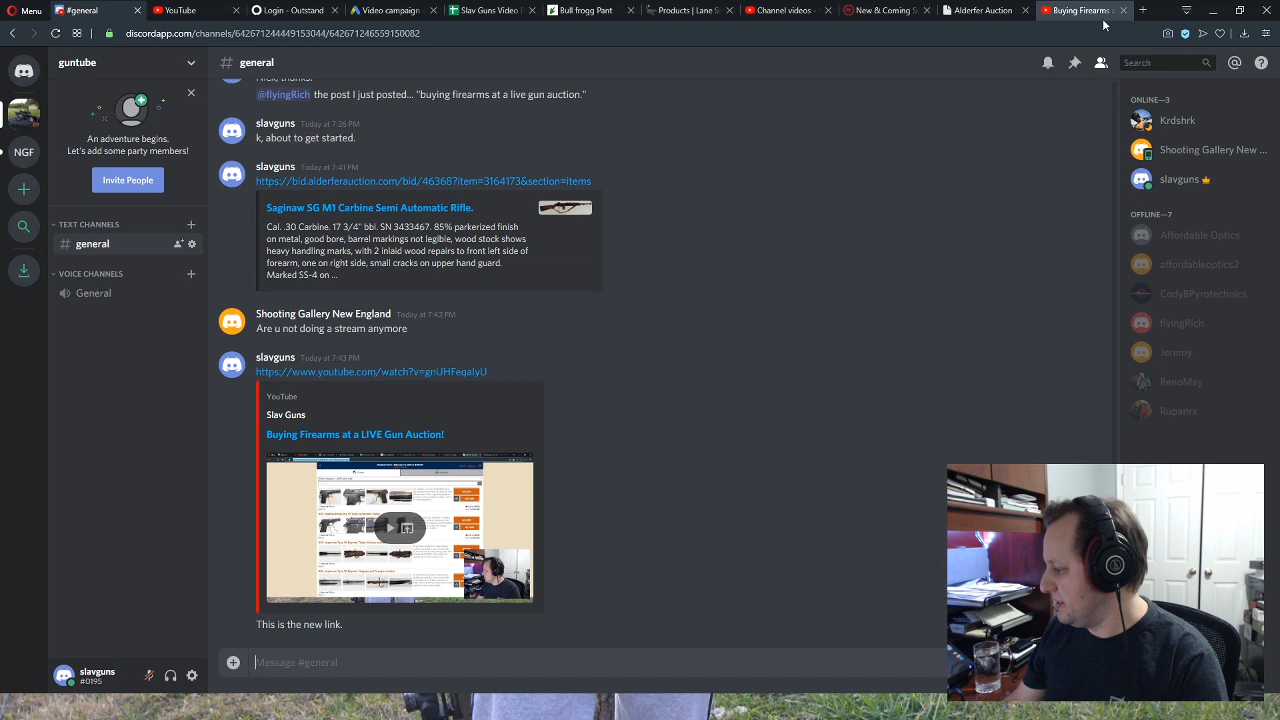 Menu
#general
YouTube
Login - Outstand
Video campaign
Slav Guns Video
Bull frogg Pant
Products | Lane S
Channel videos -
New & Coming S
Alderfer Auction
Buying Firearms
discordapp.com/channels/642671244449153044/642671246559150082
guntube
# general
Search
An adventure begins.
Let's add some party members!
Invite People
NGF
TEXT CHANNELS
# general
VOICE CHANNELS
General
Nick, thanks.
@flyingRich the post I just posted... "buying firearms at a live gun auction."
slavguns Today at 7:26 PM
k, about to get started.
slavguns Today at 7:41 PM
https://bid.alderferauction.com/bid/46368?item=3164173&section=items
Saginaw SG M1 Carbine Semi Automatic Rifle.
Cal. .30 Carbine. 17 3/4" bbl. SN 3433467. 85% parkerized finish
on metal, good bore, barrel markings not legible, wood stock shows
heavy handling marks, with 2 inlaid wood repairs to front left side of
forearm, one on right side, small cracks on upper hand guard.
Marked SS-4 on ...
Shooting Gallery New England Today at 7:42 PM
Are u not doing a stream anymore
slavguns Today at 7:43 PM
https://www.youtube.com/watch?v=gnUHFeqaIyU
YouTube
Slav Guns
Buying Firearms at a LIVE Gun Auction!
This is the new link.
Message #general
slavguns
#0195
ONLINE—3
Krdshrk
Shooting Gallery New ...
slavguns
OFFLINE—7
Affordable Optics
affordableoptics2
CodyBPyrotechnics
flyingRich
Jeremy
RenoMay
Rupanrx